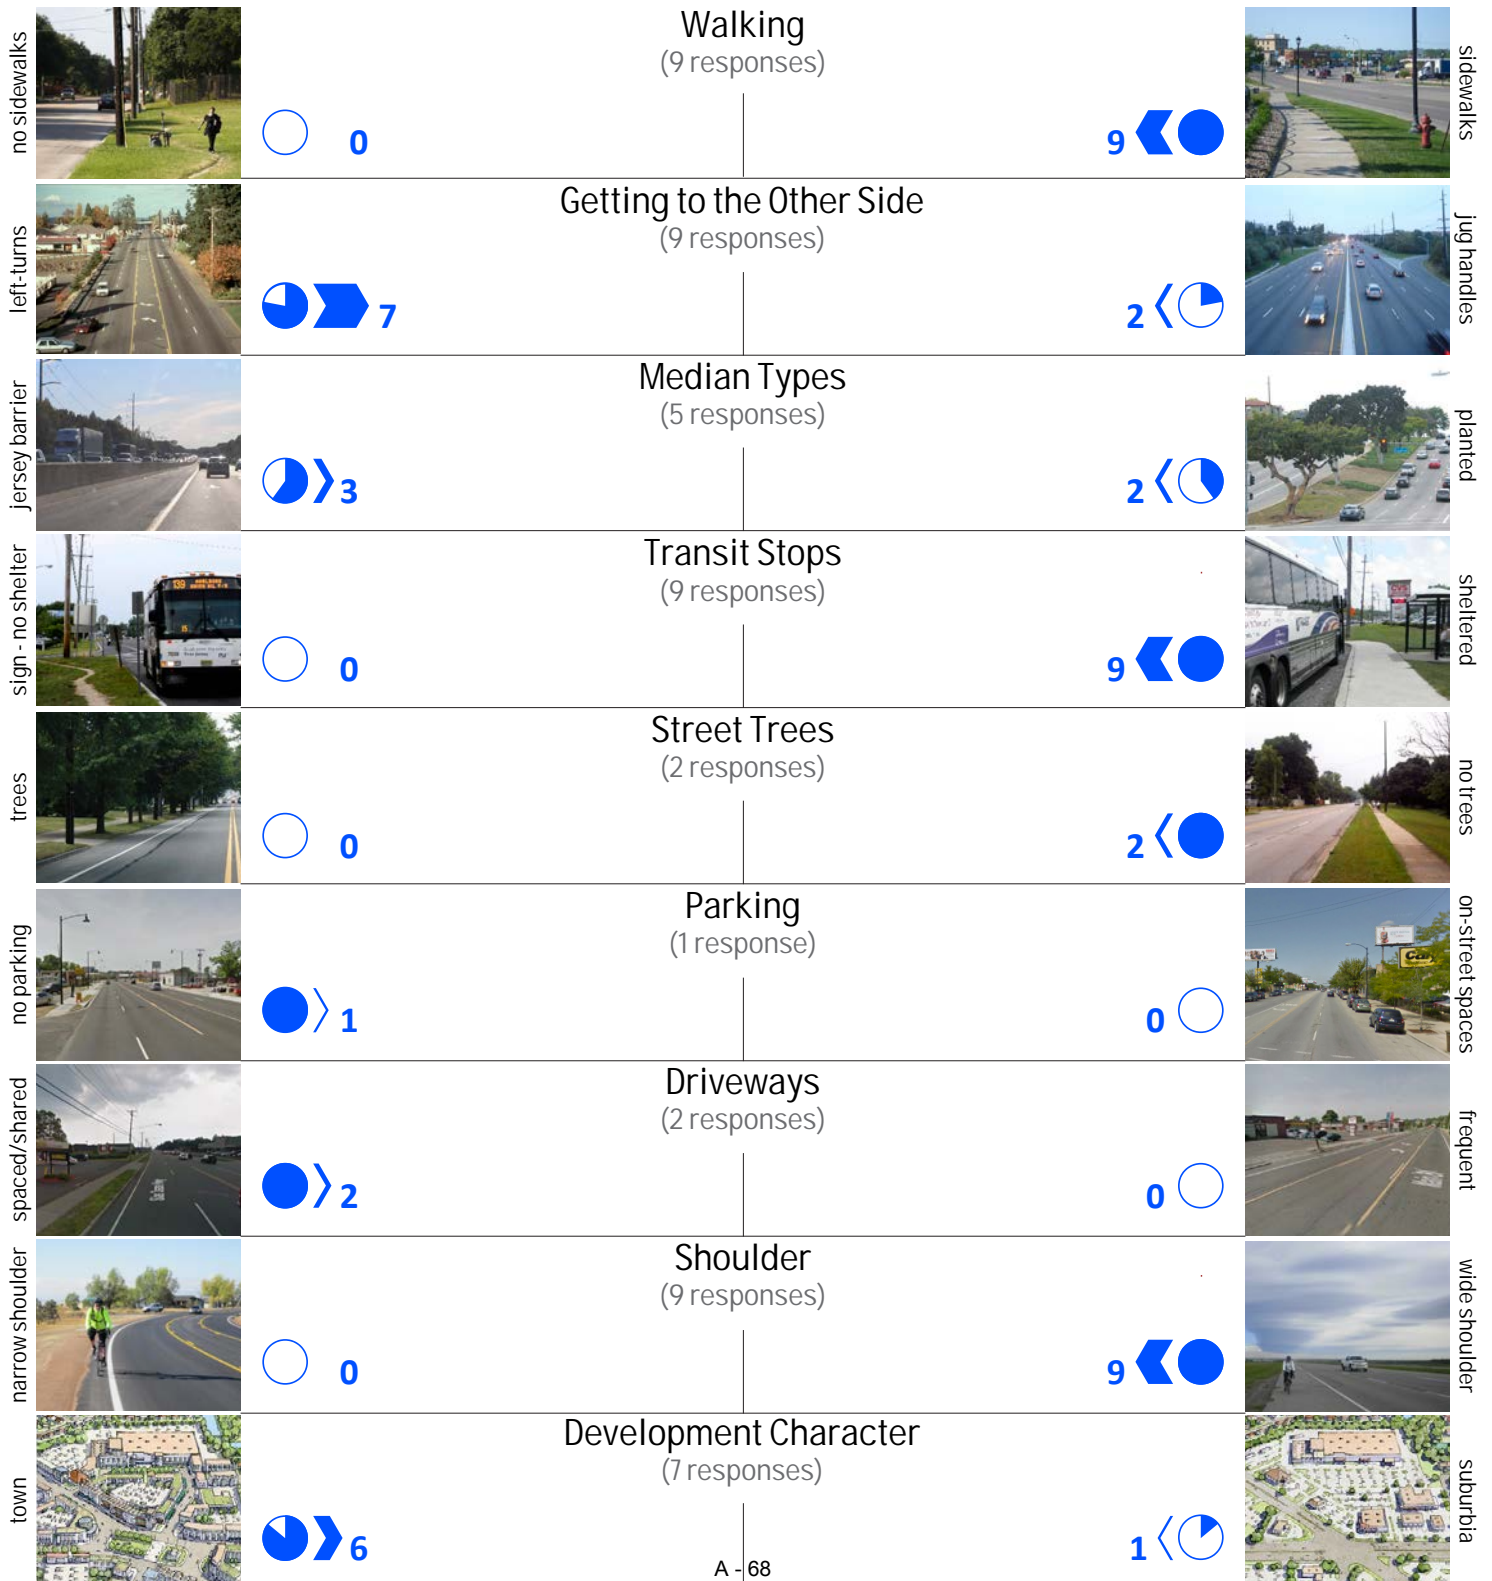 no sidewalks
Walking
(9 responses)
0
9
sidewalks
left-turns
Getting to the Other Side
(9 responses)
7
2
jug handles
jersey barrier
Median Types
(5 responses)
3
2
planted
sign - no shelter
139
Transit Stops
(9 responses)
0
9
sheltered
trees
Street Trees
(2 responses)
0
2
no trees
no parking
Parking
(1 response)
1
0
on-street spaces
spaced/shared
Driveways
(2 responses)
2
0
frequent
narrow shoulder
Shoulder
(9 responses)
0
9
wide shoulder
town
Development Character
(7 responses)
6
1
suburbia
A - 68